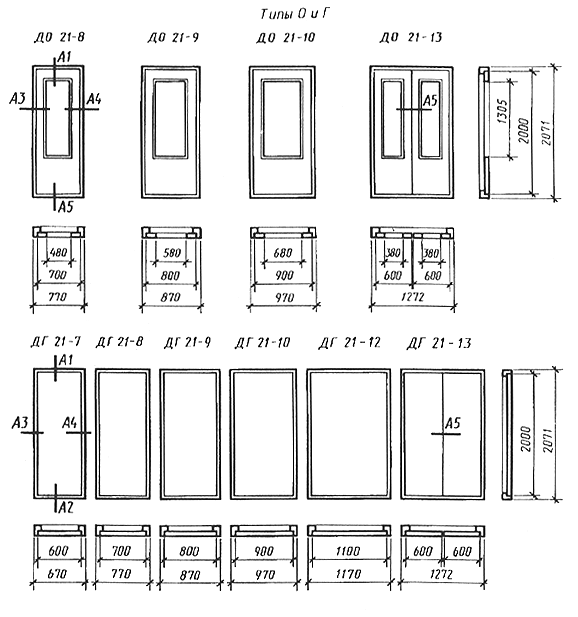 Типы О и Г
ДО 21-8 ДО 21-9 ДО 21-10 ДО 21-13
А1
А3 А4 А5
А5
1305 2000 2071
480 580 680 380 380
700 800 900 600 600
770 870 970 1272
ДГ 21-7 ДГ 21-8 ДГ 21-9 ДГ 21-10 ДГ 21-12 ДГ 21-13
А1
А3 А4 А5
А2
2000 2071
600 700 800 900 1100 600 600
670 770 870 970 1170 1272